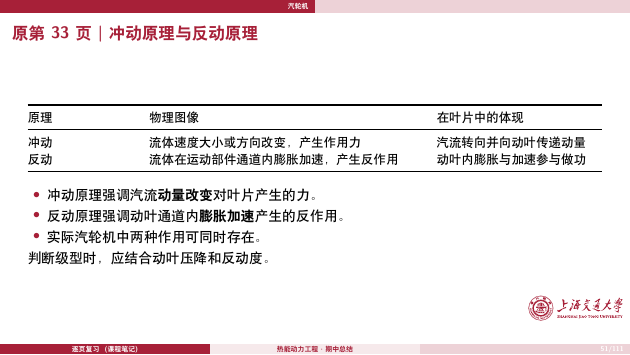 汽轮机
原第 33 页 | 冲动原理与反动原理
原理 物理图像 在叶片中的体现
冲动 流体速度大小或方向改变，产生作用力 汽流转向并向动叶传递动量
反动 流体在运动部件通道内膨胀加速，产生反作用 动叶内膨胀与加速参与做功
• 冲动原理强调汽流动量改变对叶片产生的力。
• 反动原理强调动叶通道内膨胀加速产生的反作用。
• 实际汽轮机中两种作用可同时存在。
判断级型时，应结合动叶压降和反动度。
上海交通大学
SHANGHAI JIAO TONG UNIVERSITY
逐页复习（课程笔记） 热能动力工程 · 期中总结 51/111